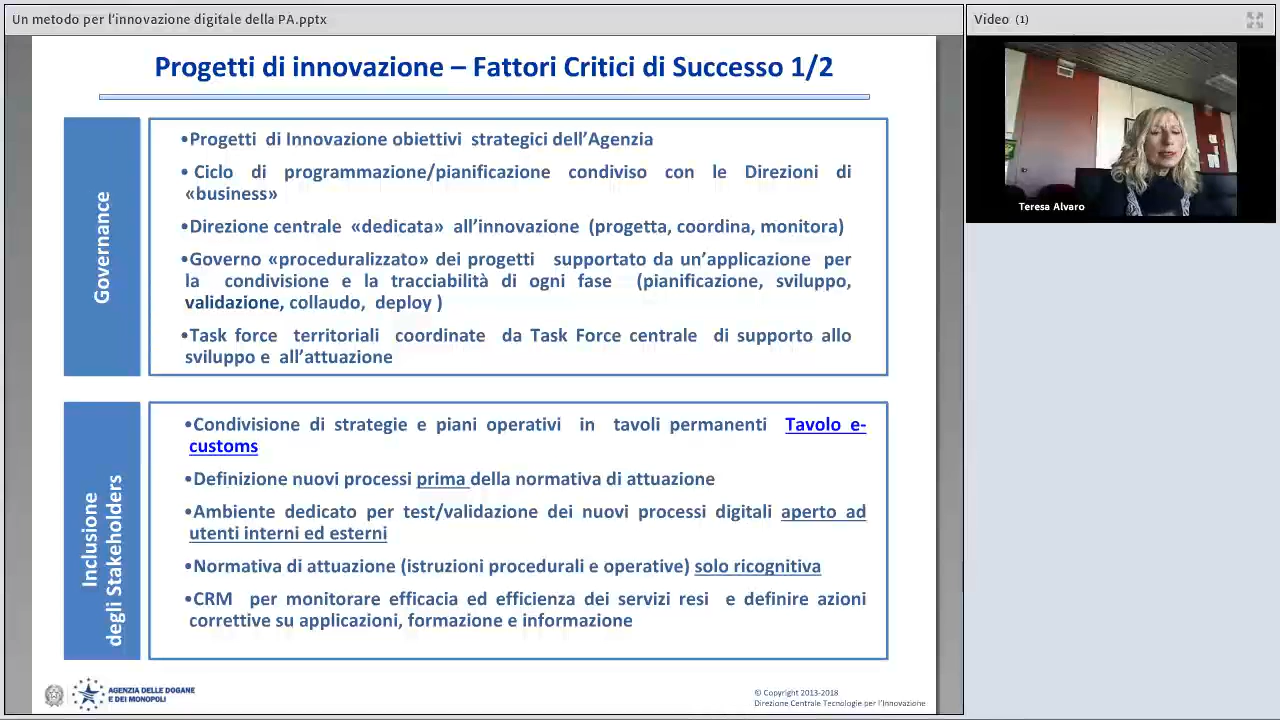 Un metodo per l'innovazione digitale della PA.pptx
Video (1)
Progetti di innovazione – Fattori Critici di Successo 1/2
Governance
•Progetti di Innovazione obiettivi strategici dell'Agenzia
• Ciclo di programmazione/pianificazione condiviso con le Direzioni di
«business»
•Direzione centrale «dedicata» all'innovazione (progetta, coordina, monitora)
•Governo «proceduralizzato» dei progetti supportato da un'applicazione per
la condivisione e la tracciabilità di ogni fase (pianificazione, sviluppo,
validazione, collaudo, deploy )
•Task force territoriali coordinate da Task Force centrale di supporto allo
sviluppo e all'attuazione
Inclusione
degli Stakeholders
•Condivisione di strategie e piani operativi in tavoli permanenti Tavolo e-
customs
•Definizione nuovi processi prima della normativa di attuazione
•Ambiente dedicato per test/validazione dei nuovi processi digitali aperto ad
utenti interni ed esterni
•Normativa di attuazione (istruzioni procedurali e operative) solo ricognitiva
•CRM per monitorare efficacia ed efficienza dei servizi resi e definire azioni
correttive su applicazioni, formazione e informazione
AGENZIA DELLE DOGANE
E DEI MONOPOLI
© Copyright 2013-2018
Direzione Centrale Tecnologie per l'Innovazione
Teresa Alvaro